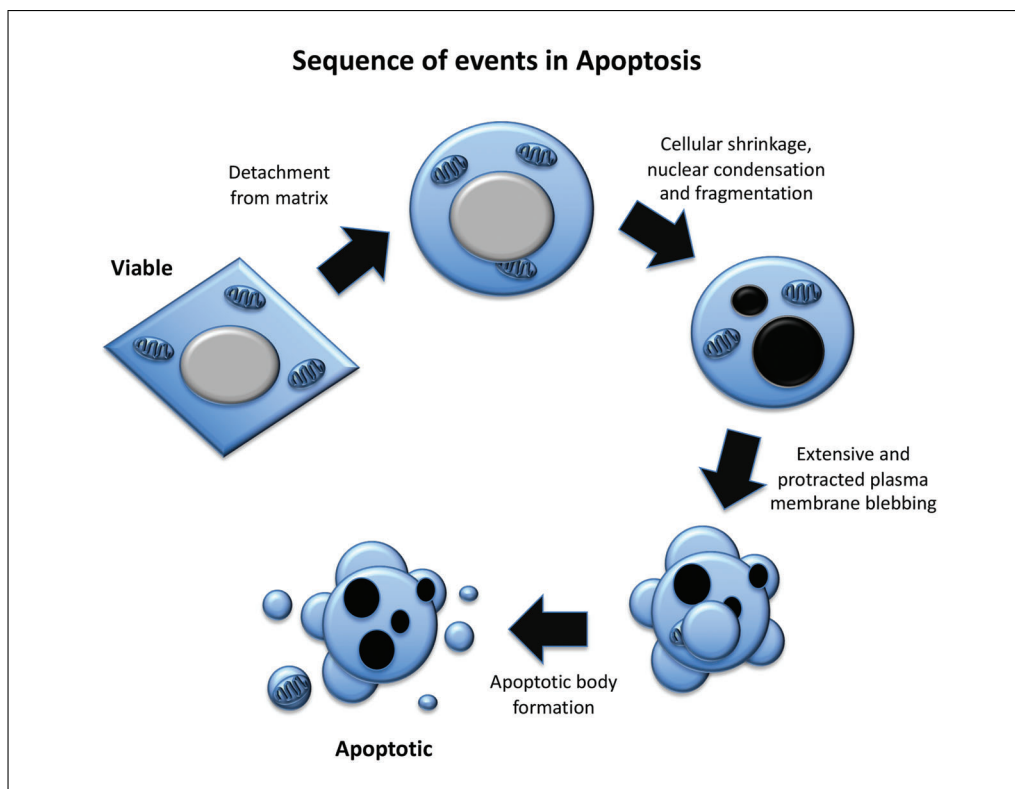 Sequence of events in Apoptosis
Detachment
from matrix
Cellular shrinkage,
nuclear condensation
and fragmentation
Viable
Extensive and
protracted plasma
membrane blebbing
Apoptotic body
formation
Apoptotic